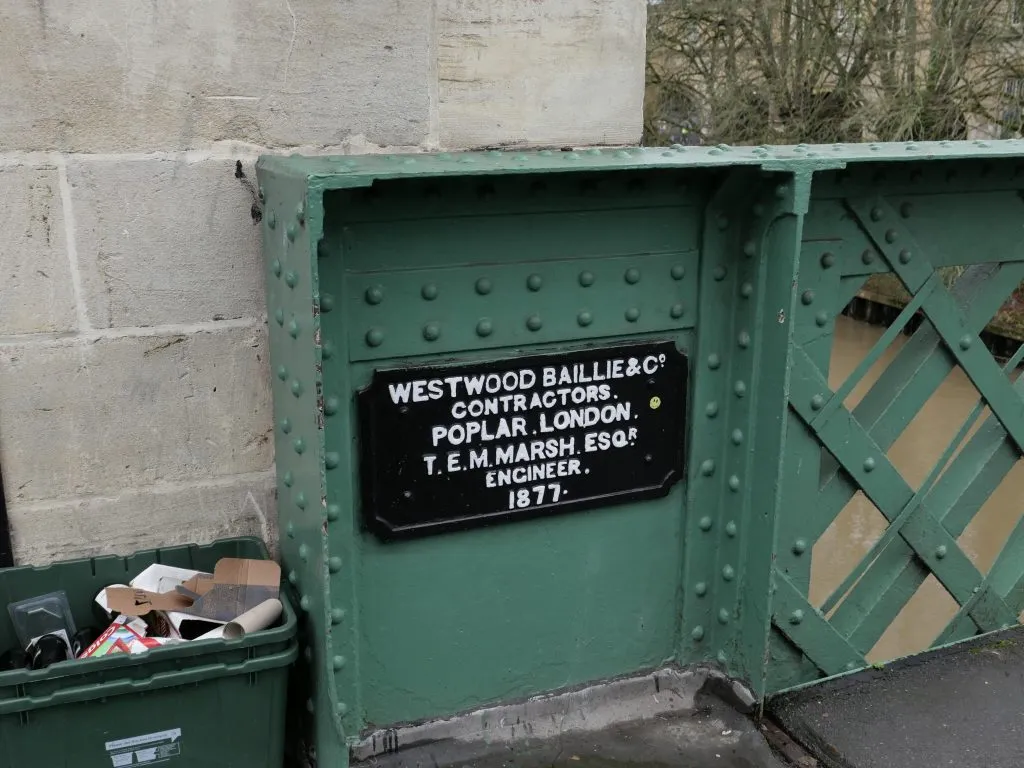 WESTWOOD BAILLIE & Cº
CONTRACTORS.
POPLAR. LONDON.
T. E. M. MARSH. ESQR
ENGINEER.
1877.